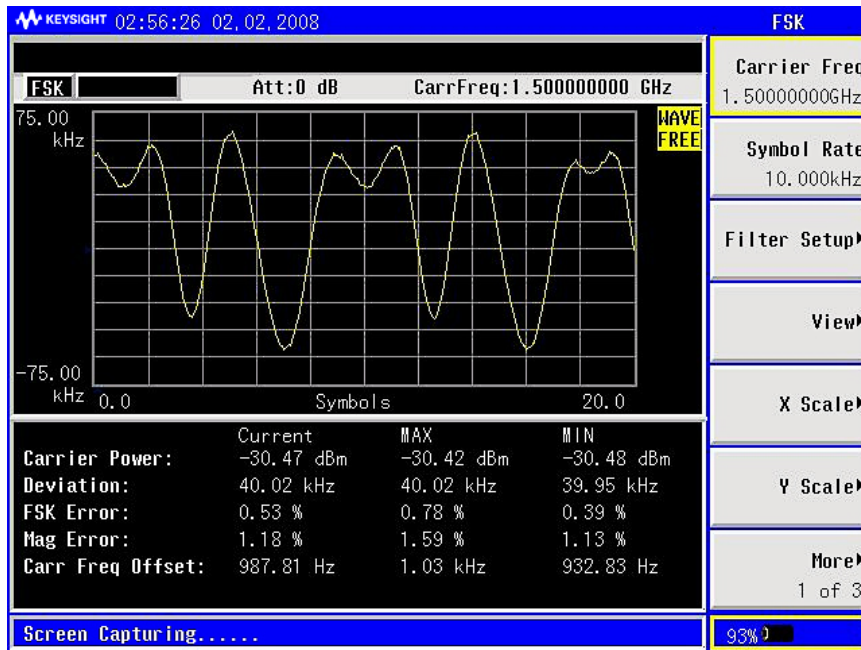 KEYSIGHT 02:56:26 02,02,2008
FSK
FSK Att:0 dB CarrFreq:1.500000000 GHz
75.00
kHz
WAVE
FREE
-75.00
kHz
0.0 Symbols 20.0
Current MAX MIN
Carrier Power: -30.47 dBm -30.42 dBm -30.48 dBm
Deviation: 40.02 kHz 40.02 kHz 39.95 kHz
FSK Error: 0.53 % 0.78 % 0.39 %
Mag Error: 1.18 % 1.59 % 1.13 %
Carr Freq Offset: 987.81 Hz 1.03 kHz 932.83 Hz
Screen Capturing......
Carrier Freq
1.50000000GHz
Symbol Rate
10.000kHz
Filter Setup
View
X Scale
Y Scale
More
1 of 3
93%